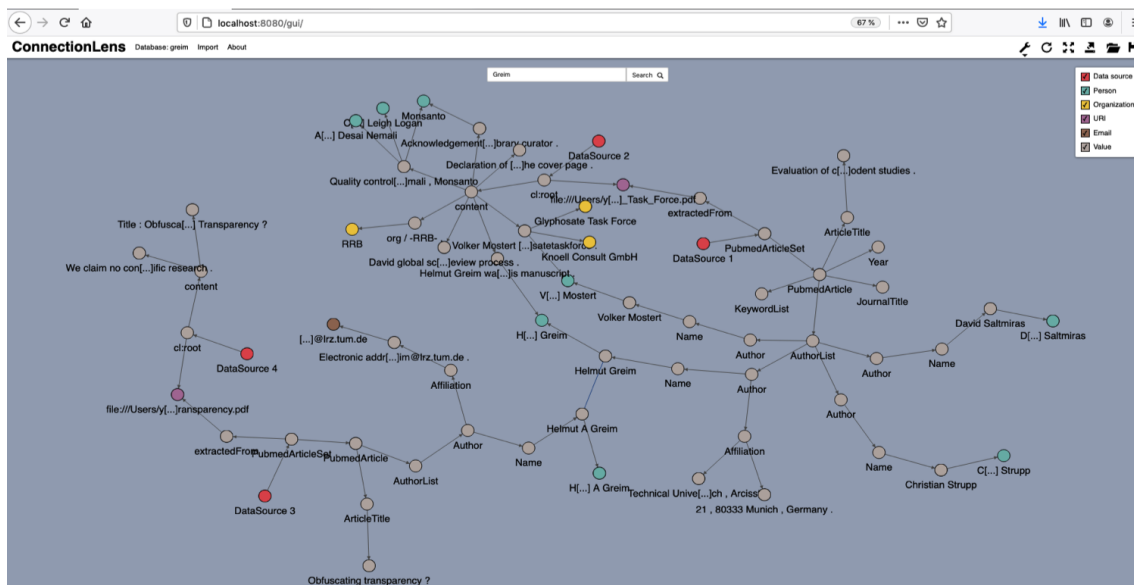 localhost:8080/gui/
67 %
ConnectionLens Database: greim Import About
Greim Search
Data source
Person
Organization
URI
Email
Value
Monsanto
Leigh Logan
A[...] Desai Nemali
Acknowledgement[...]brary curator .
DataSource 2
Declaration of [...]he cover page .
Evaluation of c[...]odent studies .
Quality control[...]mali , Monsanto
cl:root
file:///Users/y[...]_Task_Force.pdf
content
extractedFrom
Glyphosate Task Force
Title : Obfusca[...] Transparency ?
ArticleTitle
org / -RRB-
RRB
Volker Mostert [...]satetaskforce .
Knoell Consult GmbH
DataSource 1
PubmedArticleSet
David global sc[...]eview process .
Year
We claim no con[...]ific research .
Helmut Greim wa[...]is manuscript
content
PubmedArticle
V[...] Mostert
KeywordList
JournalTitle
Volker Mostert
David Saltmiras
H[...] Greim
Name
D[...] Saltmiras
[...]@lrz.tum.de
cl:root
Author
AuthorList
Electronic addr[...]im@lrz.tum.de .
Name
DataSource 4
Helmut Greim
Author
Name
Author
Affiliation
file:///Users/y[...]ransparency.pdf
Author
Helmut A Greim
Author
extractedFrom
PubmedArticleSet
PubmedArticle
Name
Affiliation
Name
AuthorList
C[...] Strupp
Christian Strupp
H[...] A Greim
Technical Unive[...]ch , Arciss
DataSource 3
21 , 80333 Munich , Germany .
ArticleTitle
Obfuscating transparency ?